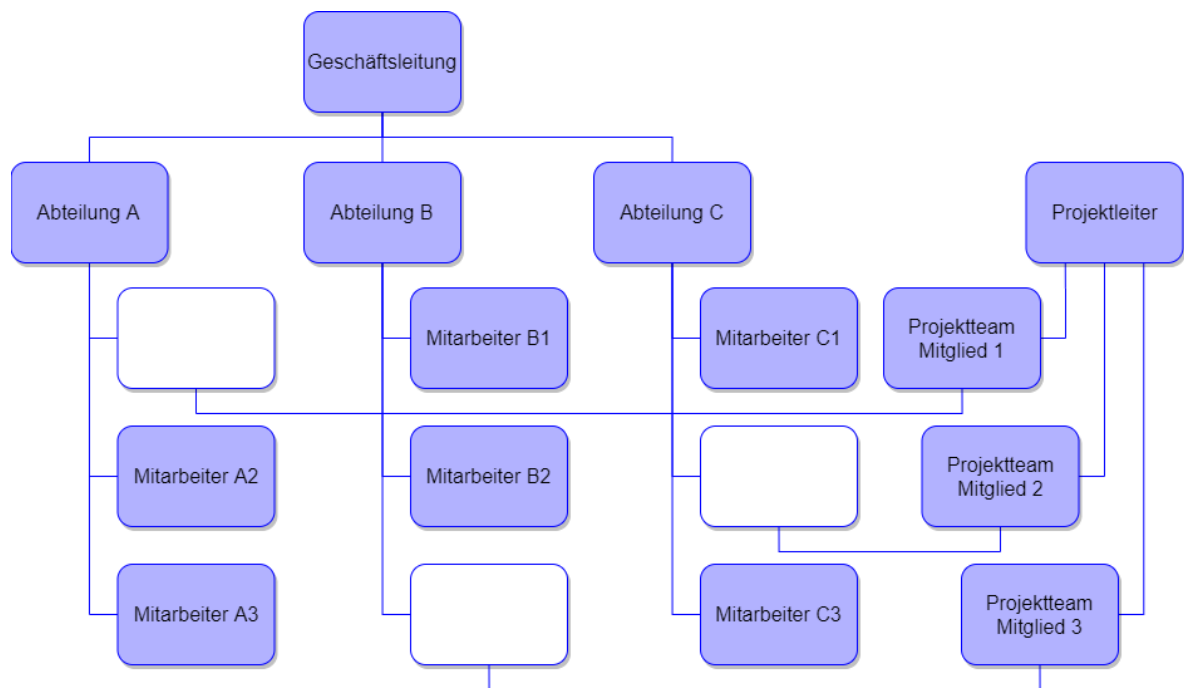 Geschäftsleitung
Abteilung A
Abteilung B
Abteilung C
Projektleiter
Mitarbeiter B1
Mitarbeiter C1
Projektteam
Mitglied 1
Mitarbeiter A2
Mitarbeiter B2
Projektteam
Mitglied 2
Mitarbeiter A3
Mitarbeiter C3
Projektteam
Mitglied 3